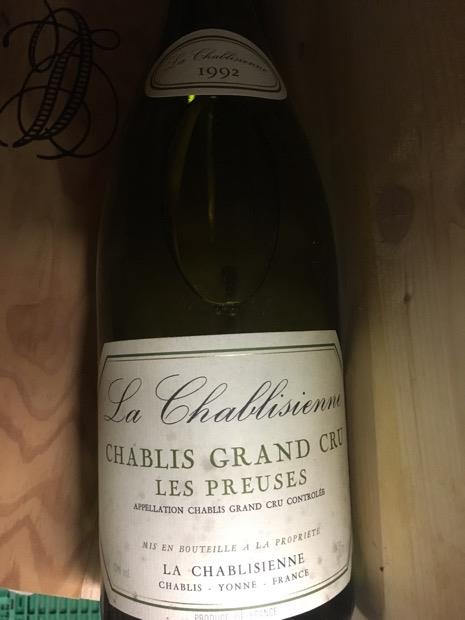 La Chablisienne
1992
La Chablisienne
CHABLIS GRAND CRU
LES PREUSES
APPELLATION CHABLIS GRAND CRU CONTROLÉE
MIS EN BOUTEILLE A LA PROPRIÉTÉ
LA CHABLISIENNE
CHABLIS - YONNE - FRANCE
PRODUCE OF FRANCE